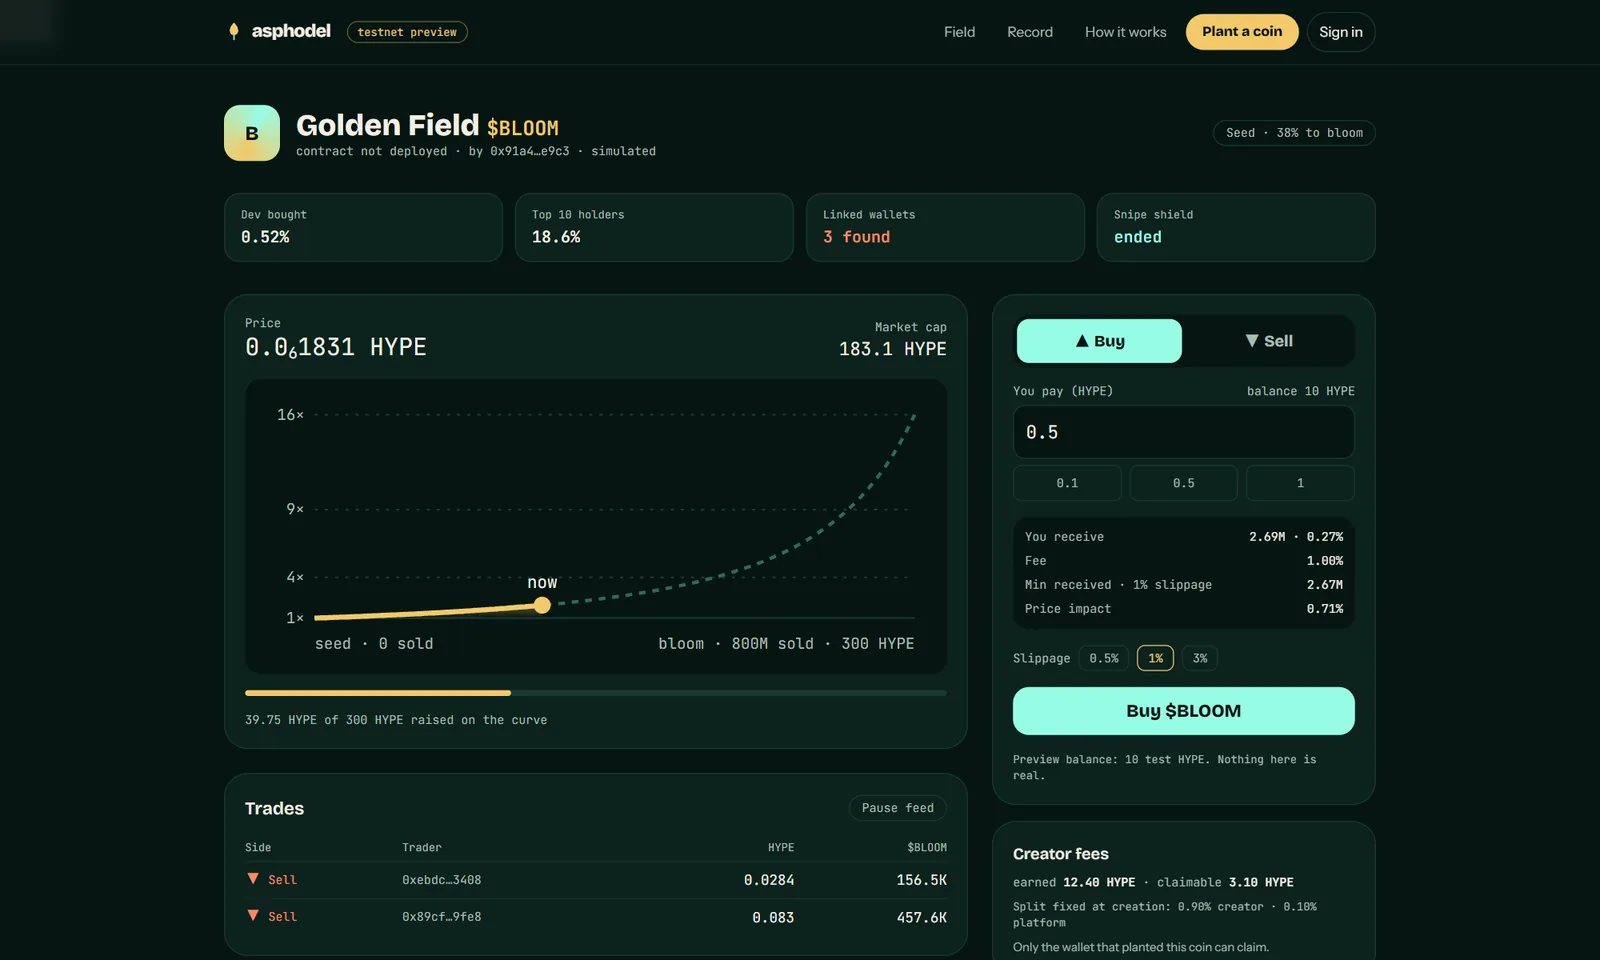 asphodel
testnet preview
Field
Record
How it works
Plant a coin
Sign in
B
Golden Field $BLOOM
contract not deployed · by 0x91a4…e9c3 · simulated
Seed · 38% to bloom
Dev bought
0.52%
Top 10 holders
18.6%
Linked wallets
3 found
Snipe shield
ended
Price
0.0₆1831 HYPE
Market cap
183.1 HYPE
16×
9×
4×
1×
now
seed · 0 sold
bloom · 800M sold · 300 HYPE
39.75 HYPE of 300 HYPE raised on the curve
▲ Buy
▼ Sell
You pay (HYPE)
balance 10 HYPE
0.5
0.1
0.5
1
You receive 2.69M · 0.27%
Fee 1.00%
Min received · 1% slippage 2.67M
Price impact 0.71%
Slippage 0.5% 1% 3%
Buy $BLOOM
Preview balance: 10 test HYPE. Nothing here is
real.
Trades
Pause feed
Side Trader HYPE $BLOOM
▼ Sell 0xebdc…3408 0.0284 156.5K
▼ Sell 0x89cf…9fe8 0.083 457.6K
Creator fees
earned 12.40 HYPE · claimable 3.10 HYPE
Split fixed at creation: 0.90% creator · 0.10%
platform
Only the wallet that planted this coin can claim.